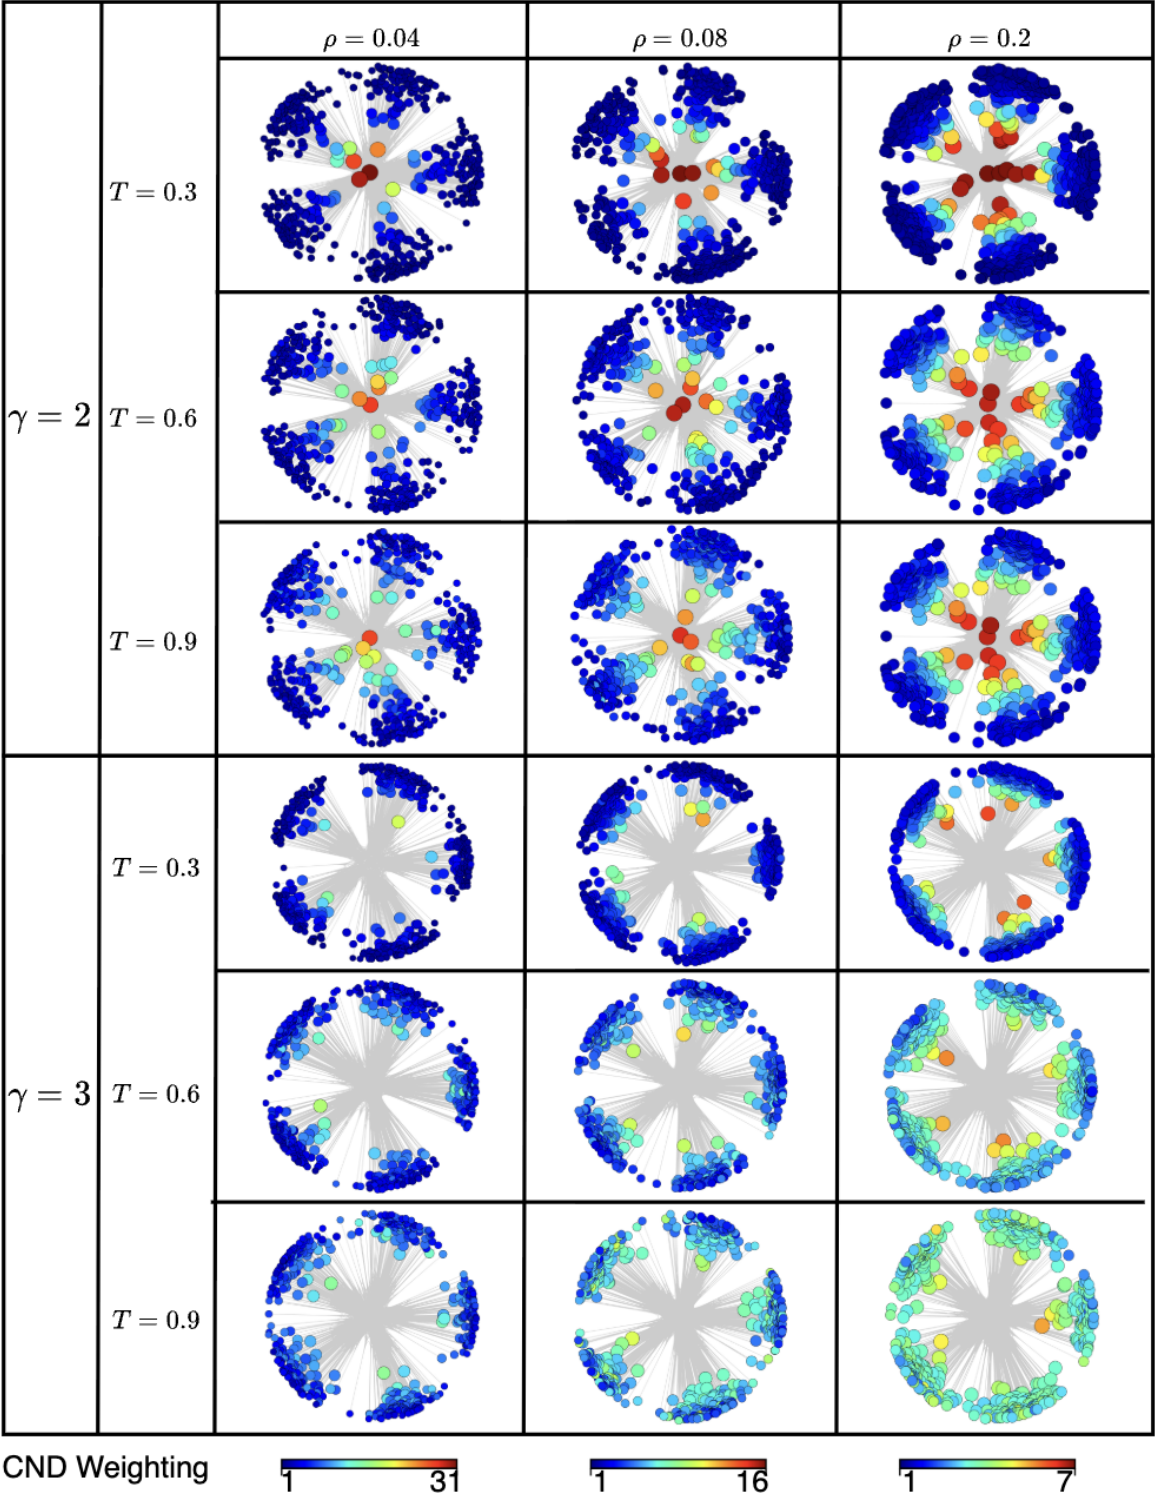 ρ = 0.04 ρ = 0.08 ρ = 0.2
γ = 2
T = 0.3
T = 0.6
T = 0.9
γ = 3
T = 0.3
T = 0.6
T = 0.9
CND Weighting 1 31 1 16 1 7